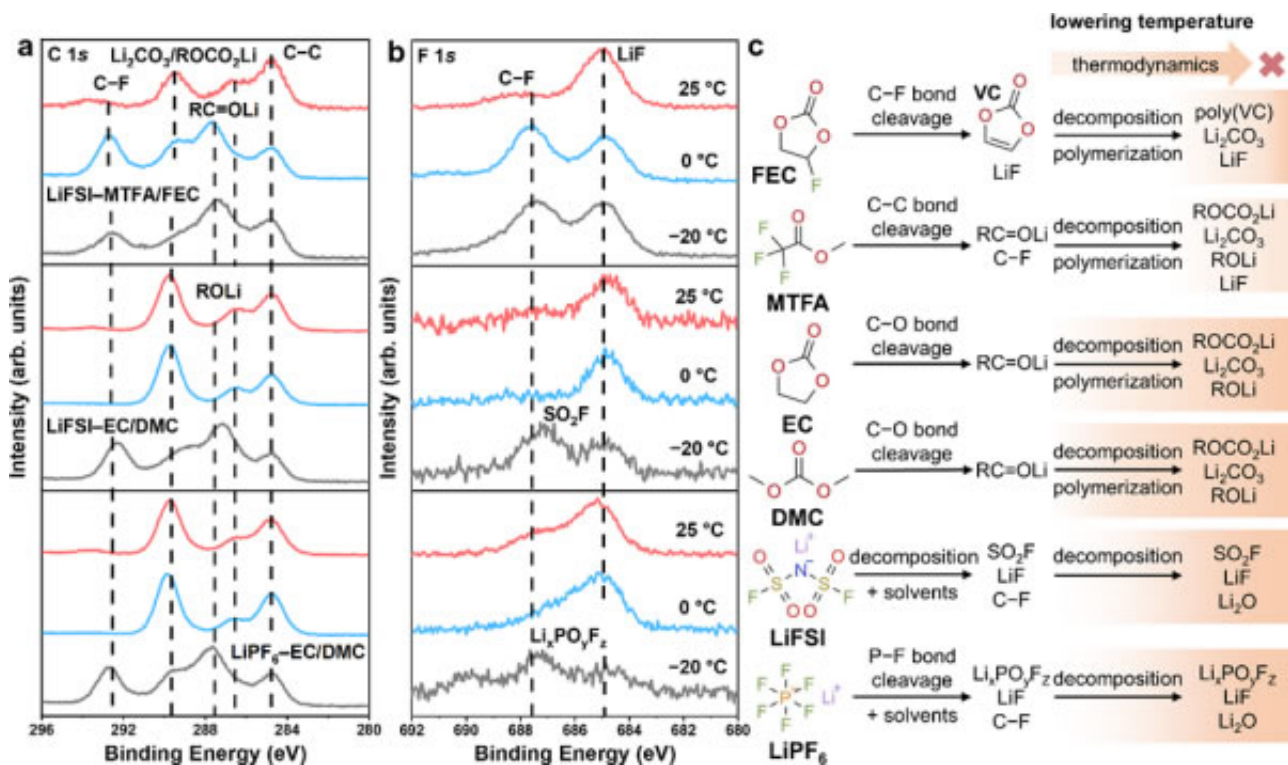 a
C 1s
Li₂CO₃/ROCO₂Li
C−C
C−F
RC=OLi
LiFSI−MTFA/FEC
ROLi
LiFSI−EC/DMC
LiPF₆−EC/DMC
Intensity (arb. units)
296 292 288 284 280
Binding Energy (eV)
b
F 1s
LiF
C−F
25 °C
0 °C
−20 °C
25 °C
0 °C
SO₂F
−20 °C
25 °C
0 °C
LiₓPOᵧF_z
−20 °C
Intensity (arb. units)
692 690 688 686 684 682 680
Binding Energy (eV)
c
lowering temperature
thermodynamics
O
O
O
F
FEC
C−F bond
cleavage
VC
O
O
O
LiF
decomposition
polymerization
poly(VC)
Li₂CO₃
LiF
F
F
F
O
O
MTFA
C−C bond
cleavage
RC=OLi
C−F
decomposition
polymerization
ROCO₂Li
Li₂CO₃
ROLi
LiF
O
O
O
EC
C−O bond
cleavage
RC=OLi
decomposition
polymerization
ROCO₂Li
Li₂CO₃
ROLi
O
O
O
DMC
C−O bond
cleavage
RC=OLi
decomposition
polymerization
ROCO₂Li
Li₂CO₃
ROLi
Li⁺
O
N⁻
O
F
S
S
F
O
O
LiFSI
decomposition
+ solvents
SO₂F
LiF
C−F
decomposition
SO₂F
LiF
Li₂O
F
F
F
P
Li⁺
F
F
F
LiPF₆
P−F bond
cleavage
+ solvents
LiₓPOᵧF_z
LiF
C−F
decomposition
LiₓPOᵧF_z
LiF
Li₂O